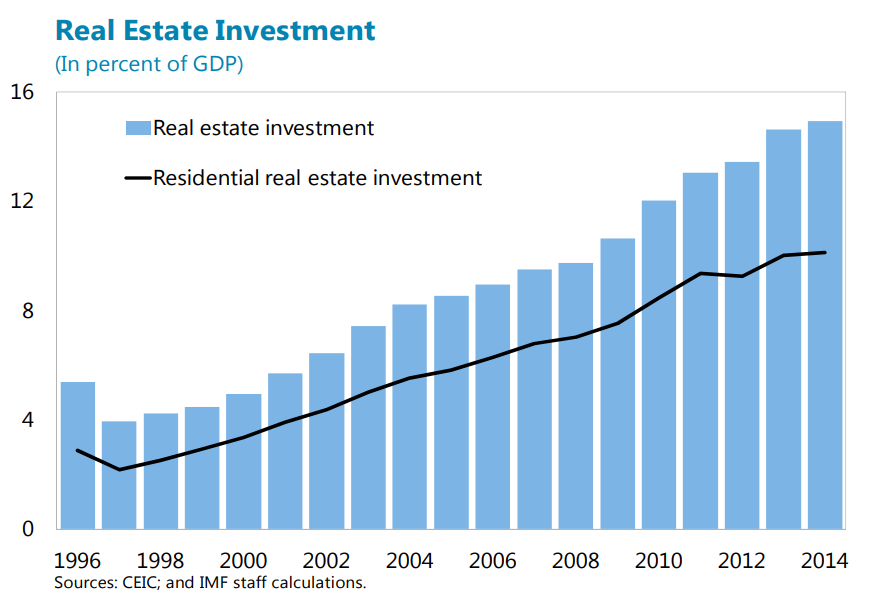 Real Estate Investment
(In percent of GDP)
16
Real estate investment
Residential real estate investment
12
8
4
0
1996 1998 2000 2002 2004 2006 2008 2010 2012 2014
Sources: CEIC; and IMF staff calculations.